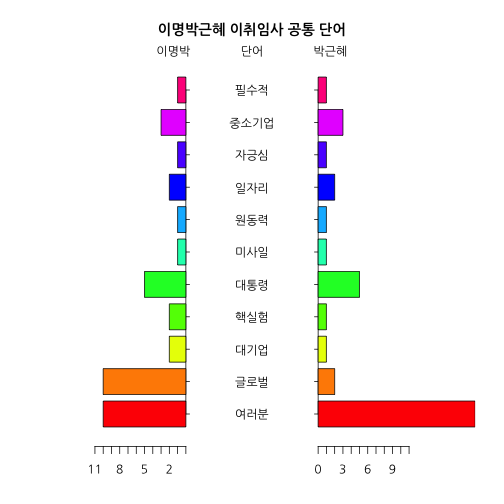 이명박근혜 이취임사 공통 단어
이명박 단어 박근혜
필수적
중소기업
자긍심
일자리
원동력
미사일
대통령
핵실험
대기업
글로벌
여러분
11 8 5 2 0 3 6 9